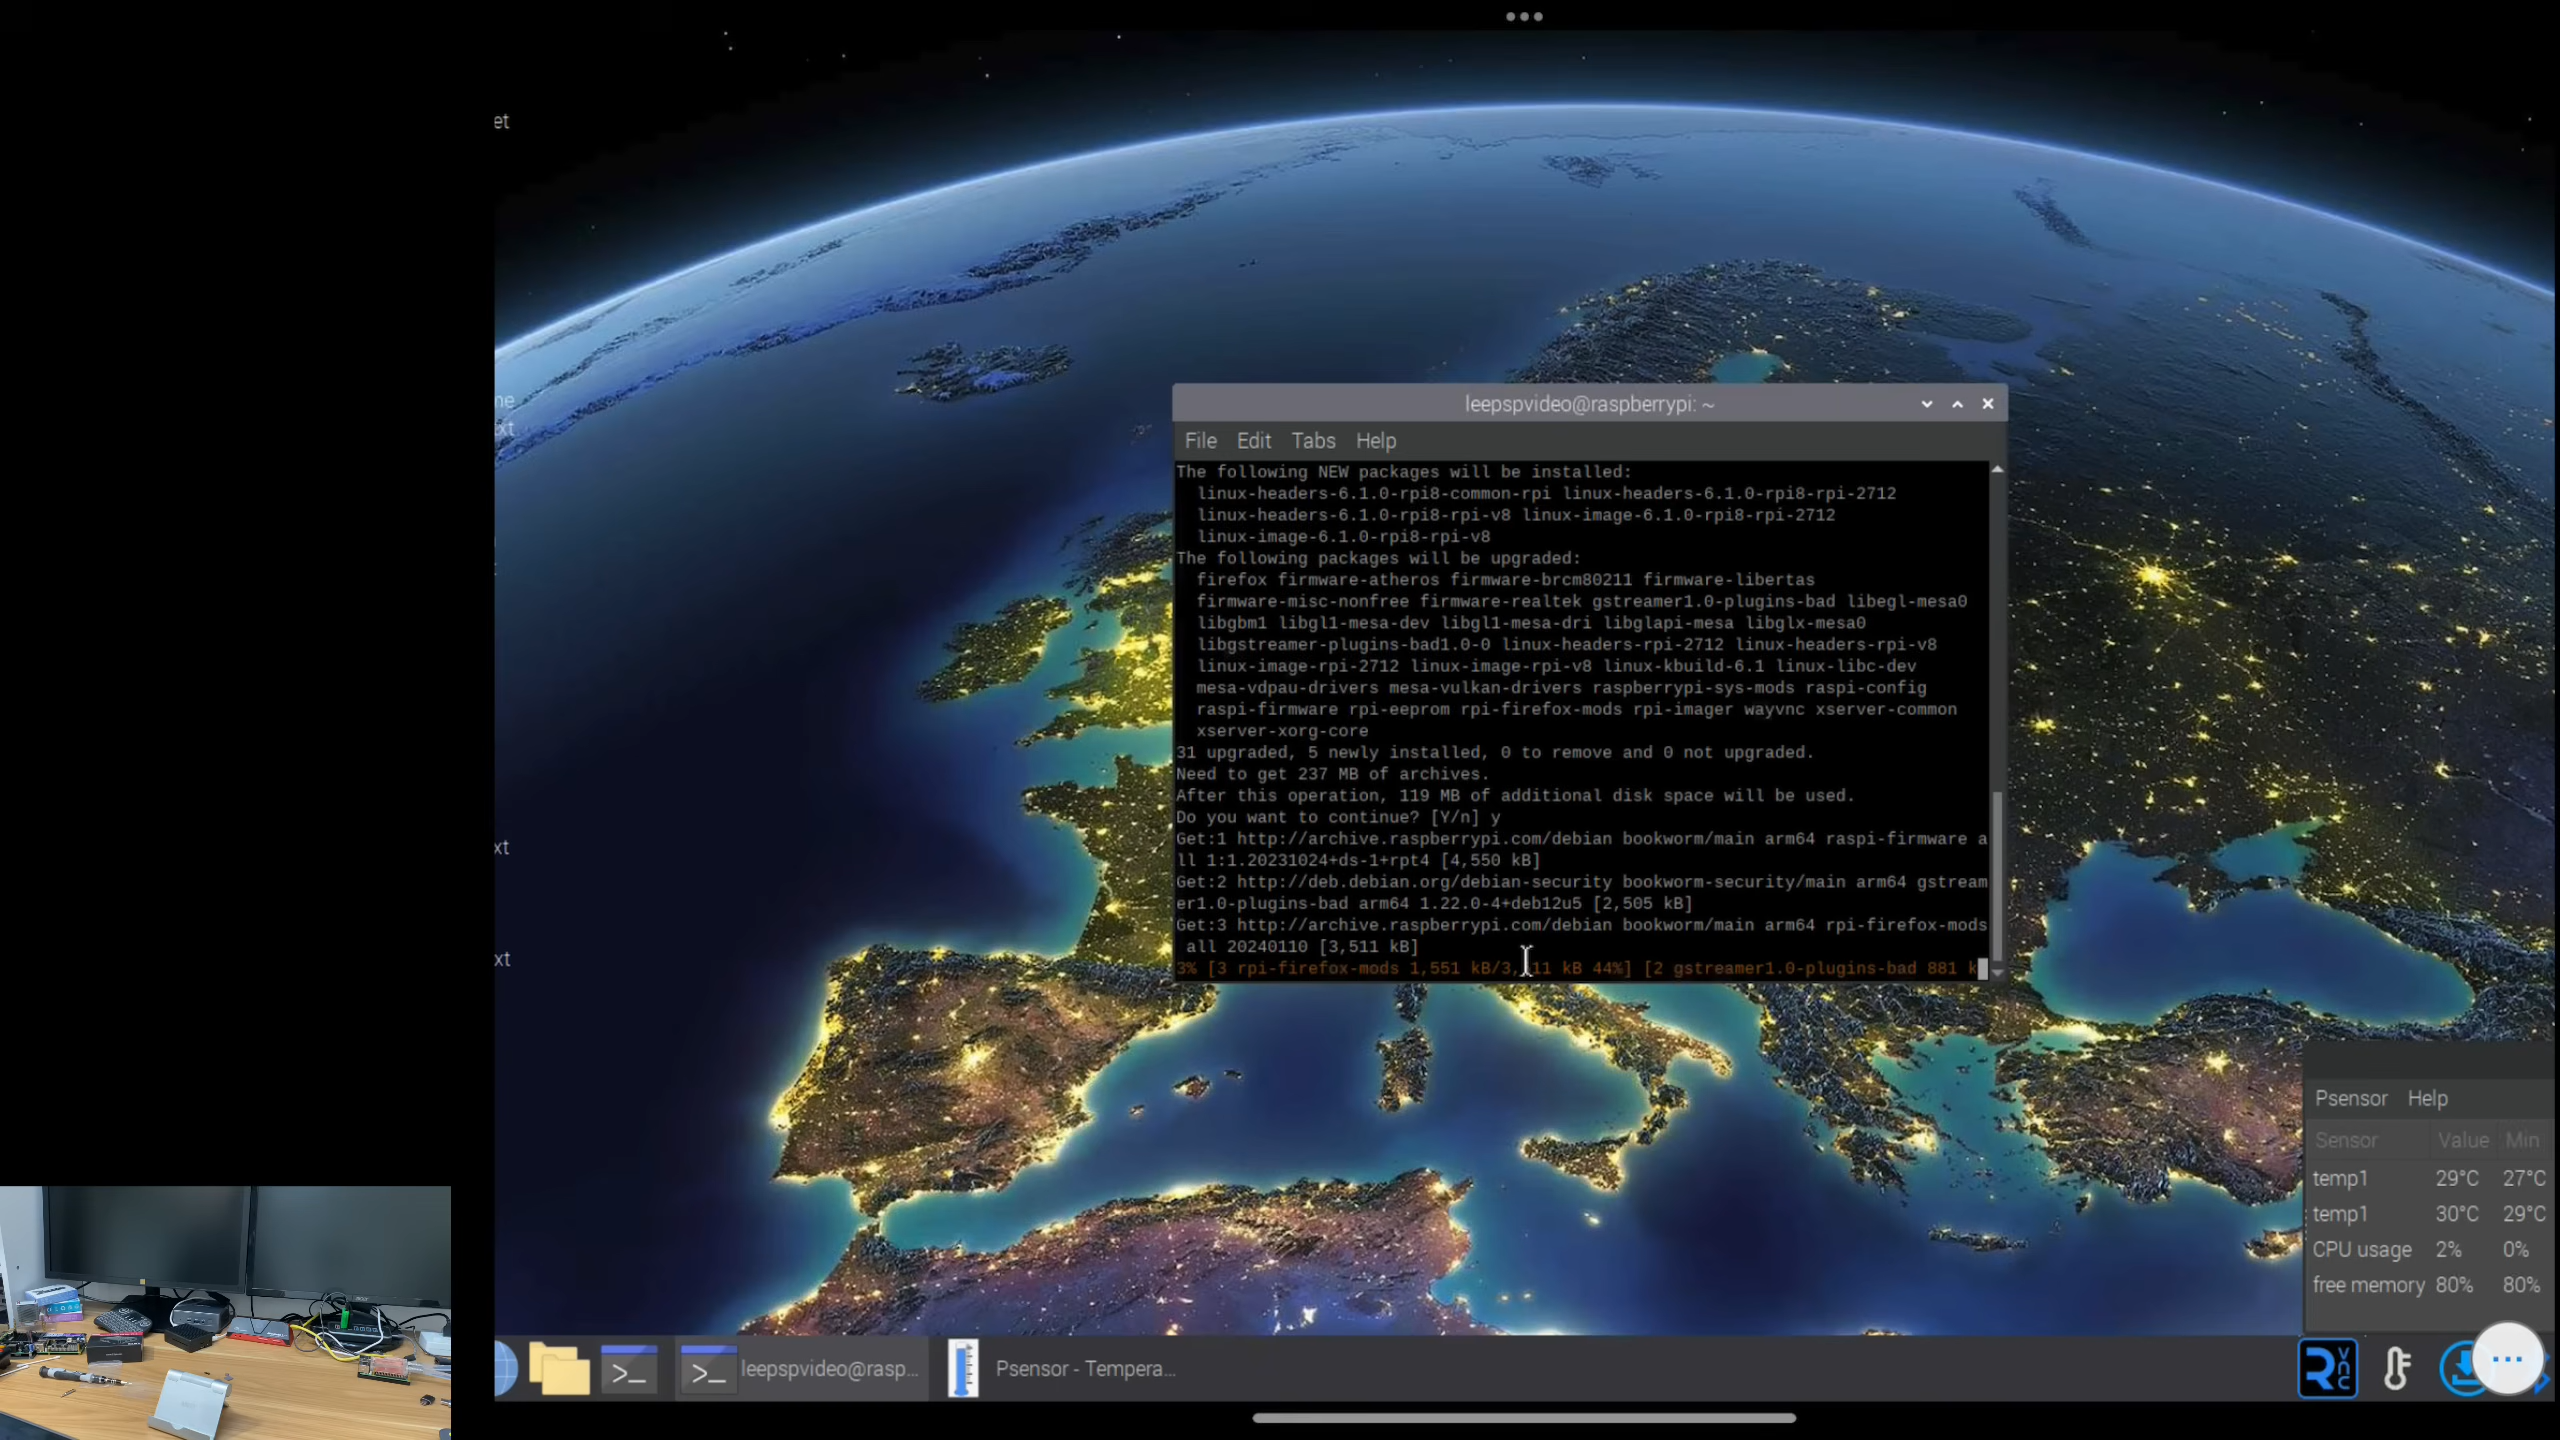 et
ne
xt
xt
xt
leepspvideo@raspberrypi: ~
File Edit Tabs Help
The following NEW packages will be installed:
linux-headers-6.1.0-rpi8-common-rpi linux-headers-6.1.0-rpi8-rpi-2712
linux-headers-6.1.0-rpi8-rpi-v8 linux-image-6.1.0-rpi8-rpi-2712
linux-image-6.1.0-rpi8-rpi-v8
The following packages will be upgraded:
firefox firmware-atheros firmware-brcm80211 firmware-libertas
firmware-misc-nonfree firmware-realtek gstreamer1.0-plugins-bad libegl-mesa0
libgbm1 libgl1-mesa-dev libgl1-mesa-dri libglapi-mesa libglx-mesa0
libgstreamer-plugins-bad1.0-0 linux-headers-rpi-2712 linux-headers-rpi-v8
linux-image-rpi-2712 linux-image-rpi-v8 linux-kbuild-6.1 linux-libc-dev
mesa-vdpau-drivers mesa-vulkan-drivers raspberrypi-sys-mods raspi-config
raspi-firmware rpi-eeprom rpi-firefox-mods rpi-imager wayvnc xserver-common
xserver-xorg-core
31 upgraded, 5 newly installed, 0 to remove and 0 not upgraded.
Need to get 237 MB of archives.
After this operation, 119 MB of additional disk space will be used.
Do you want to continue? [Y/n] y
Get:1 http://archive.raspberrypi.com/debian bookworm/main arm64 raspi-firmware a
ll 1:1.20231024+ds-1+rpt4 [4,550 kB]
Get:2 http://deb.debian.org/debian-security bookworm-security/main arm64 gstream
er1.0-plugins-bad arm64 1.22.0-4+deb12u5 [2,505 kB]
Get:3 http://archive.raspberrypi.com/debian bookworm/main arm64 rpi-firefox-mods
all 20240110 [3,511 kB]
3% [3 rpi-firefox-mods 1,551 kB/3, 11 kB 44%] [2 gstreamer1.0-plugins-bad 881 k
Psensor Help
Sensor Value Min
temp1 29°C 27°C
temp1 30°C 29°C
CPU usage 2% 0%
free memory 80% 80%
leepspvideo@rasp...
Psensor - Tempera...
VNC